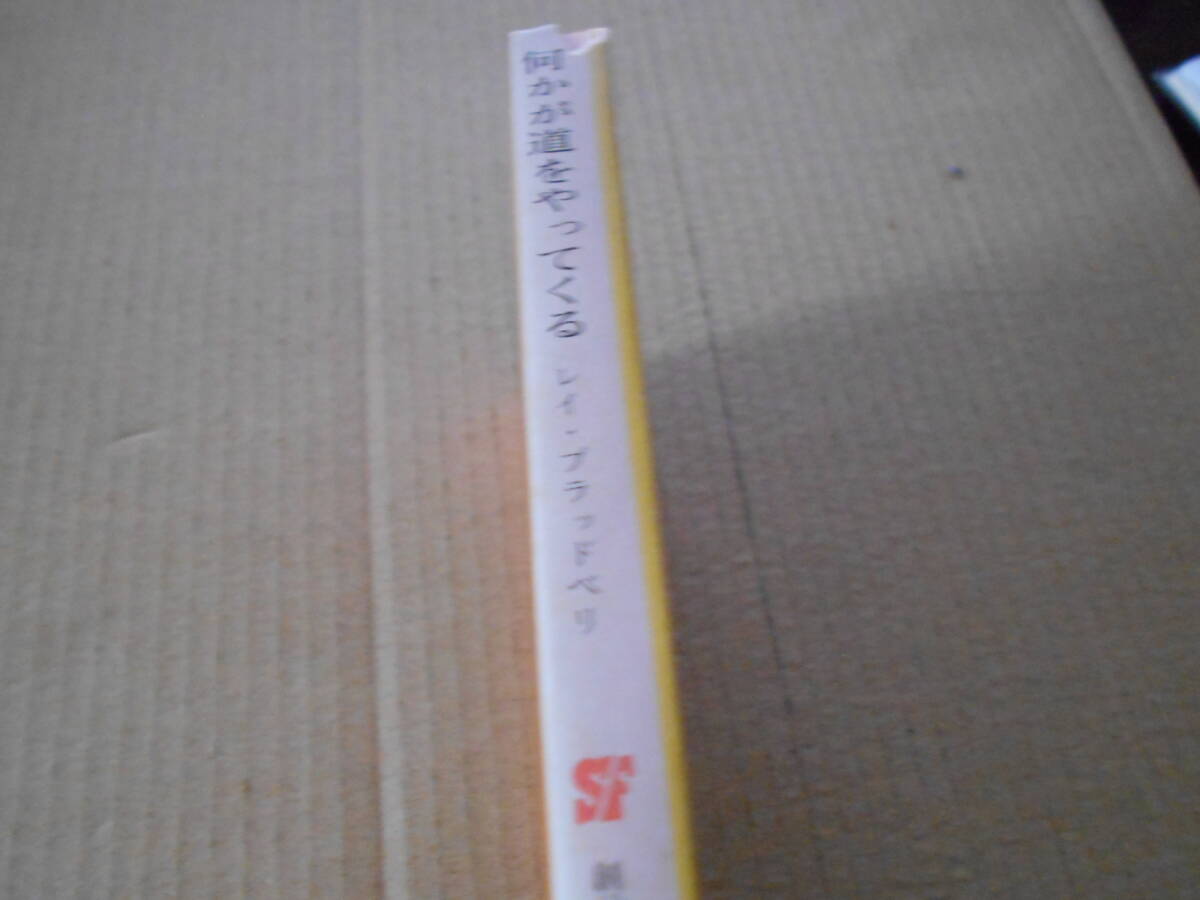 何かが道をやってくる
レイ・ブラッドベリ
SF
創